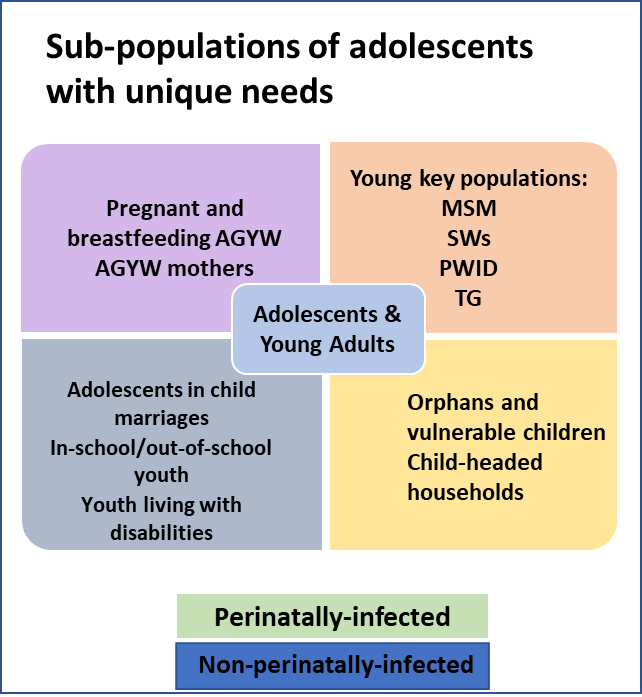 Sub-populations of adolescents
with unique needs
Pregnant and
breastfeeding AGYW
AGYW mothers
Young key populations:
MSM
SWs
PWID
TG
Adolescents &
Young Adults
Adolescents in child
marriages
In-school/out-of-school
youth
Youth living with
disabilities
Orphans and
vulnerable children
Child-headed
households
Perinatally-infected
Non-perinatally-infected